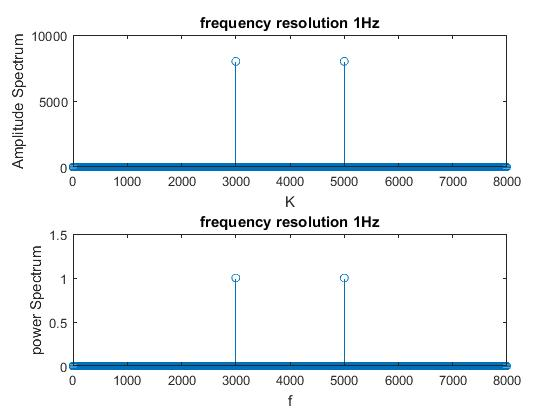 frequency resolution 1Hz
10000
5000
0
Amplitude Spectrum
0 1000 2000 3000 4000 5000 6000 7000 8000
K
frequency resolution 1Hz
1.5
1
0.5
0
power Spectrum
0 1000 2000 3000 4000 5000 6000 7000 8000
f